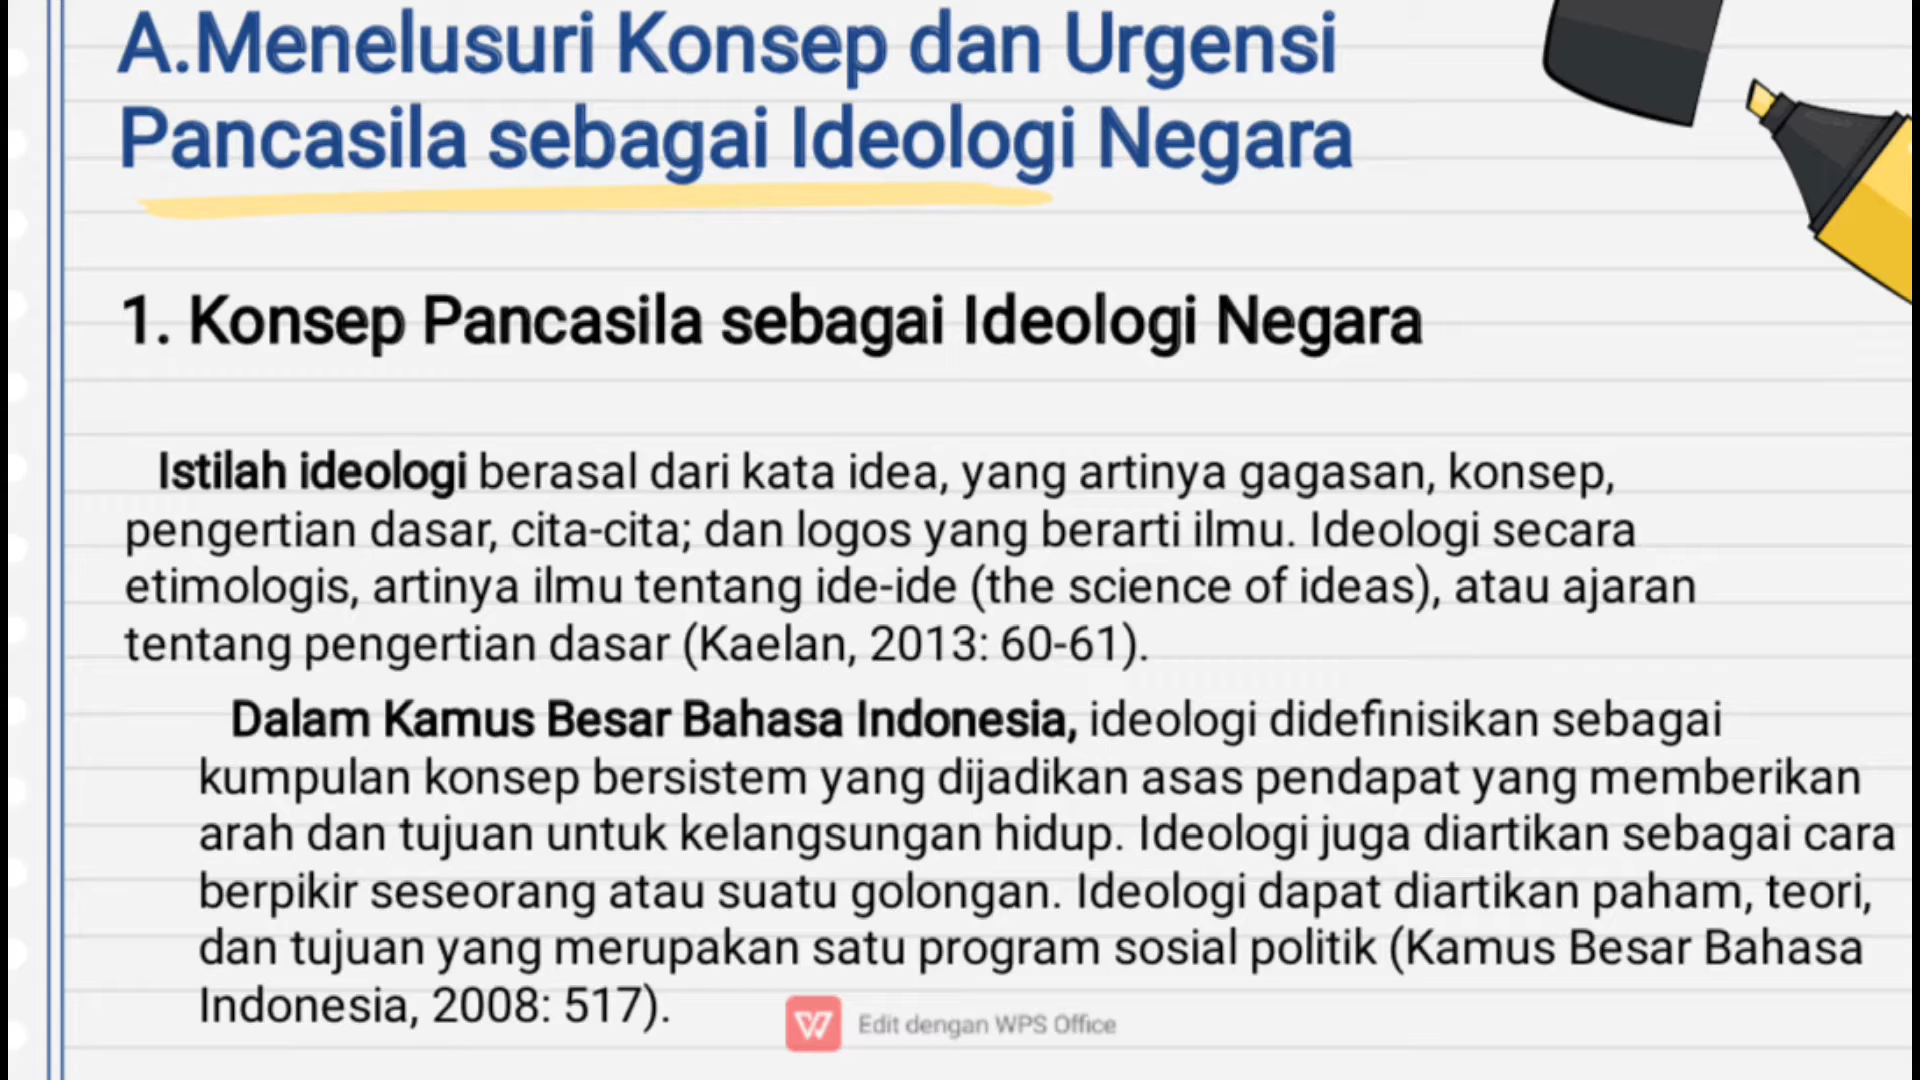 A.Menelusuri Konsep dan Urgensi
Pancasila sebagai Ideologi Negara
1. Konsep Pancasila sebagai Ideologi Negara
Istilah ideologi berasal dari kata idea, yang artinya gagasan, konsep,
pengertian dasar, cita-cita; dan logos yang berarti ilmu. Ideologi secara
etimologis, artinya ilmu tentang ide-ide (the science of ideas), atau ajaran
tentang pengertian dasar (Kaelan, 2013: 60-61).
Dalam Kamus Besar Bahasa Indonesia, ideologi didefinisikan sebagai
kumpulan konsep bersistem yang dijadikan asas pendapat yang memberikan
arah dan tujuan untuk kelangsungan hidup. Ideologi juga diartikan sebagai cara
berpikir seseorang atau suatu golongan. Ideologi dapat diartikan paham, teori,
dan tujuan yang merupakan satu program sosial politik (Kamus Besar Bahasa
Indonesia, 2008: 517).
Edit dengan WPS Office